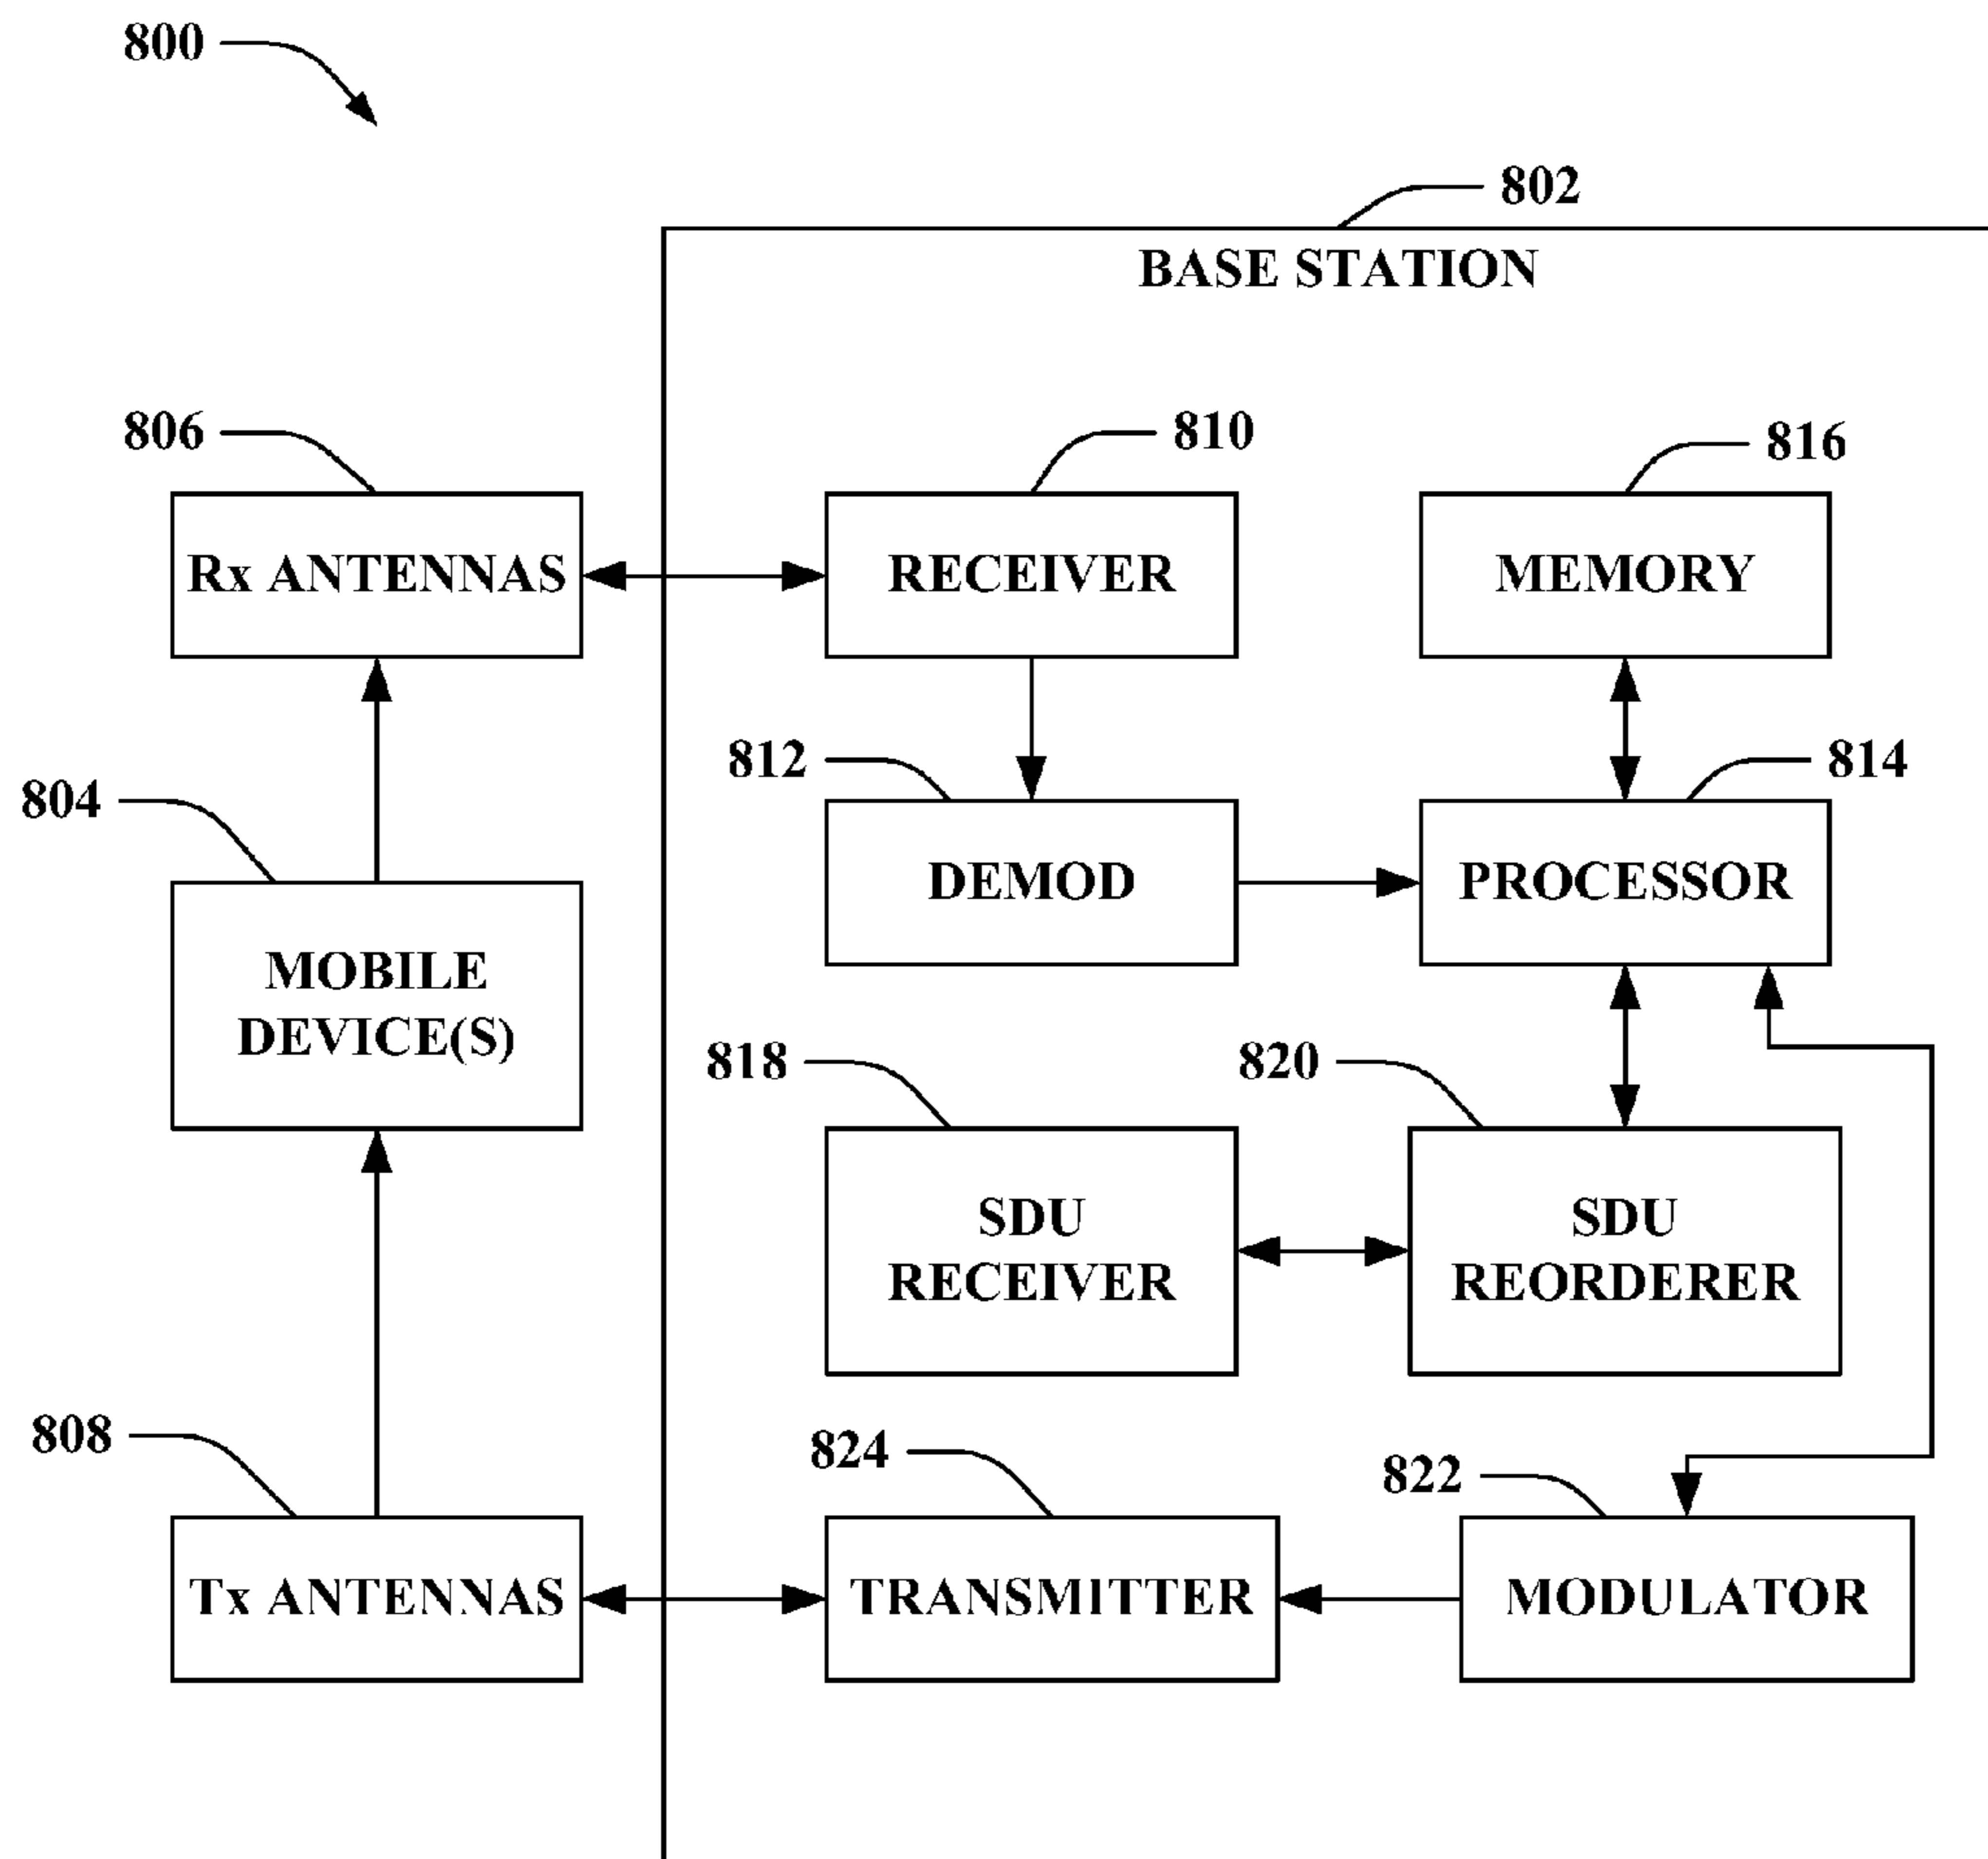 800
802
BASE STATION
806
810
816
Rx ANTENNAS
RECEIVER
MEMORY
812
814
804
DEMOD
PROCESSOR
MOBILE
DEVICE(S)
818
820
SDU
RECEIVER
SDU
REORDERER
808
824
822
Tx ANTENNAS
TRANSMITTER
MODULATOR